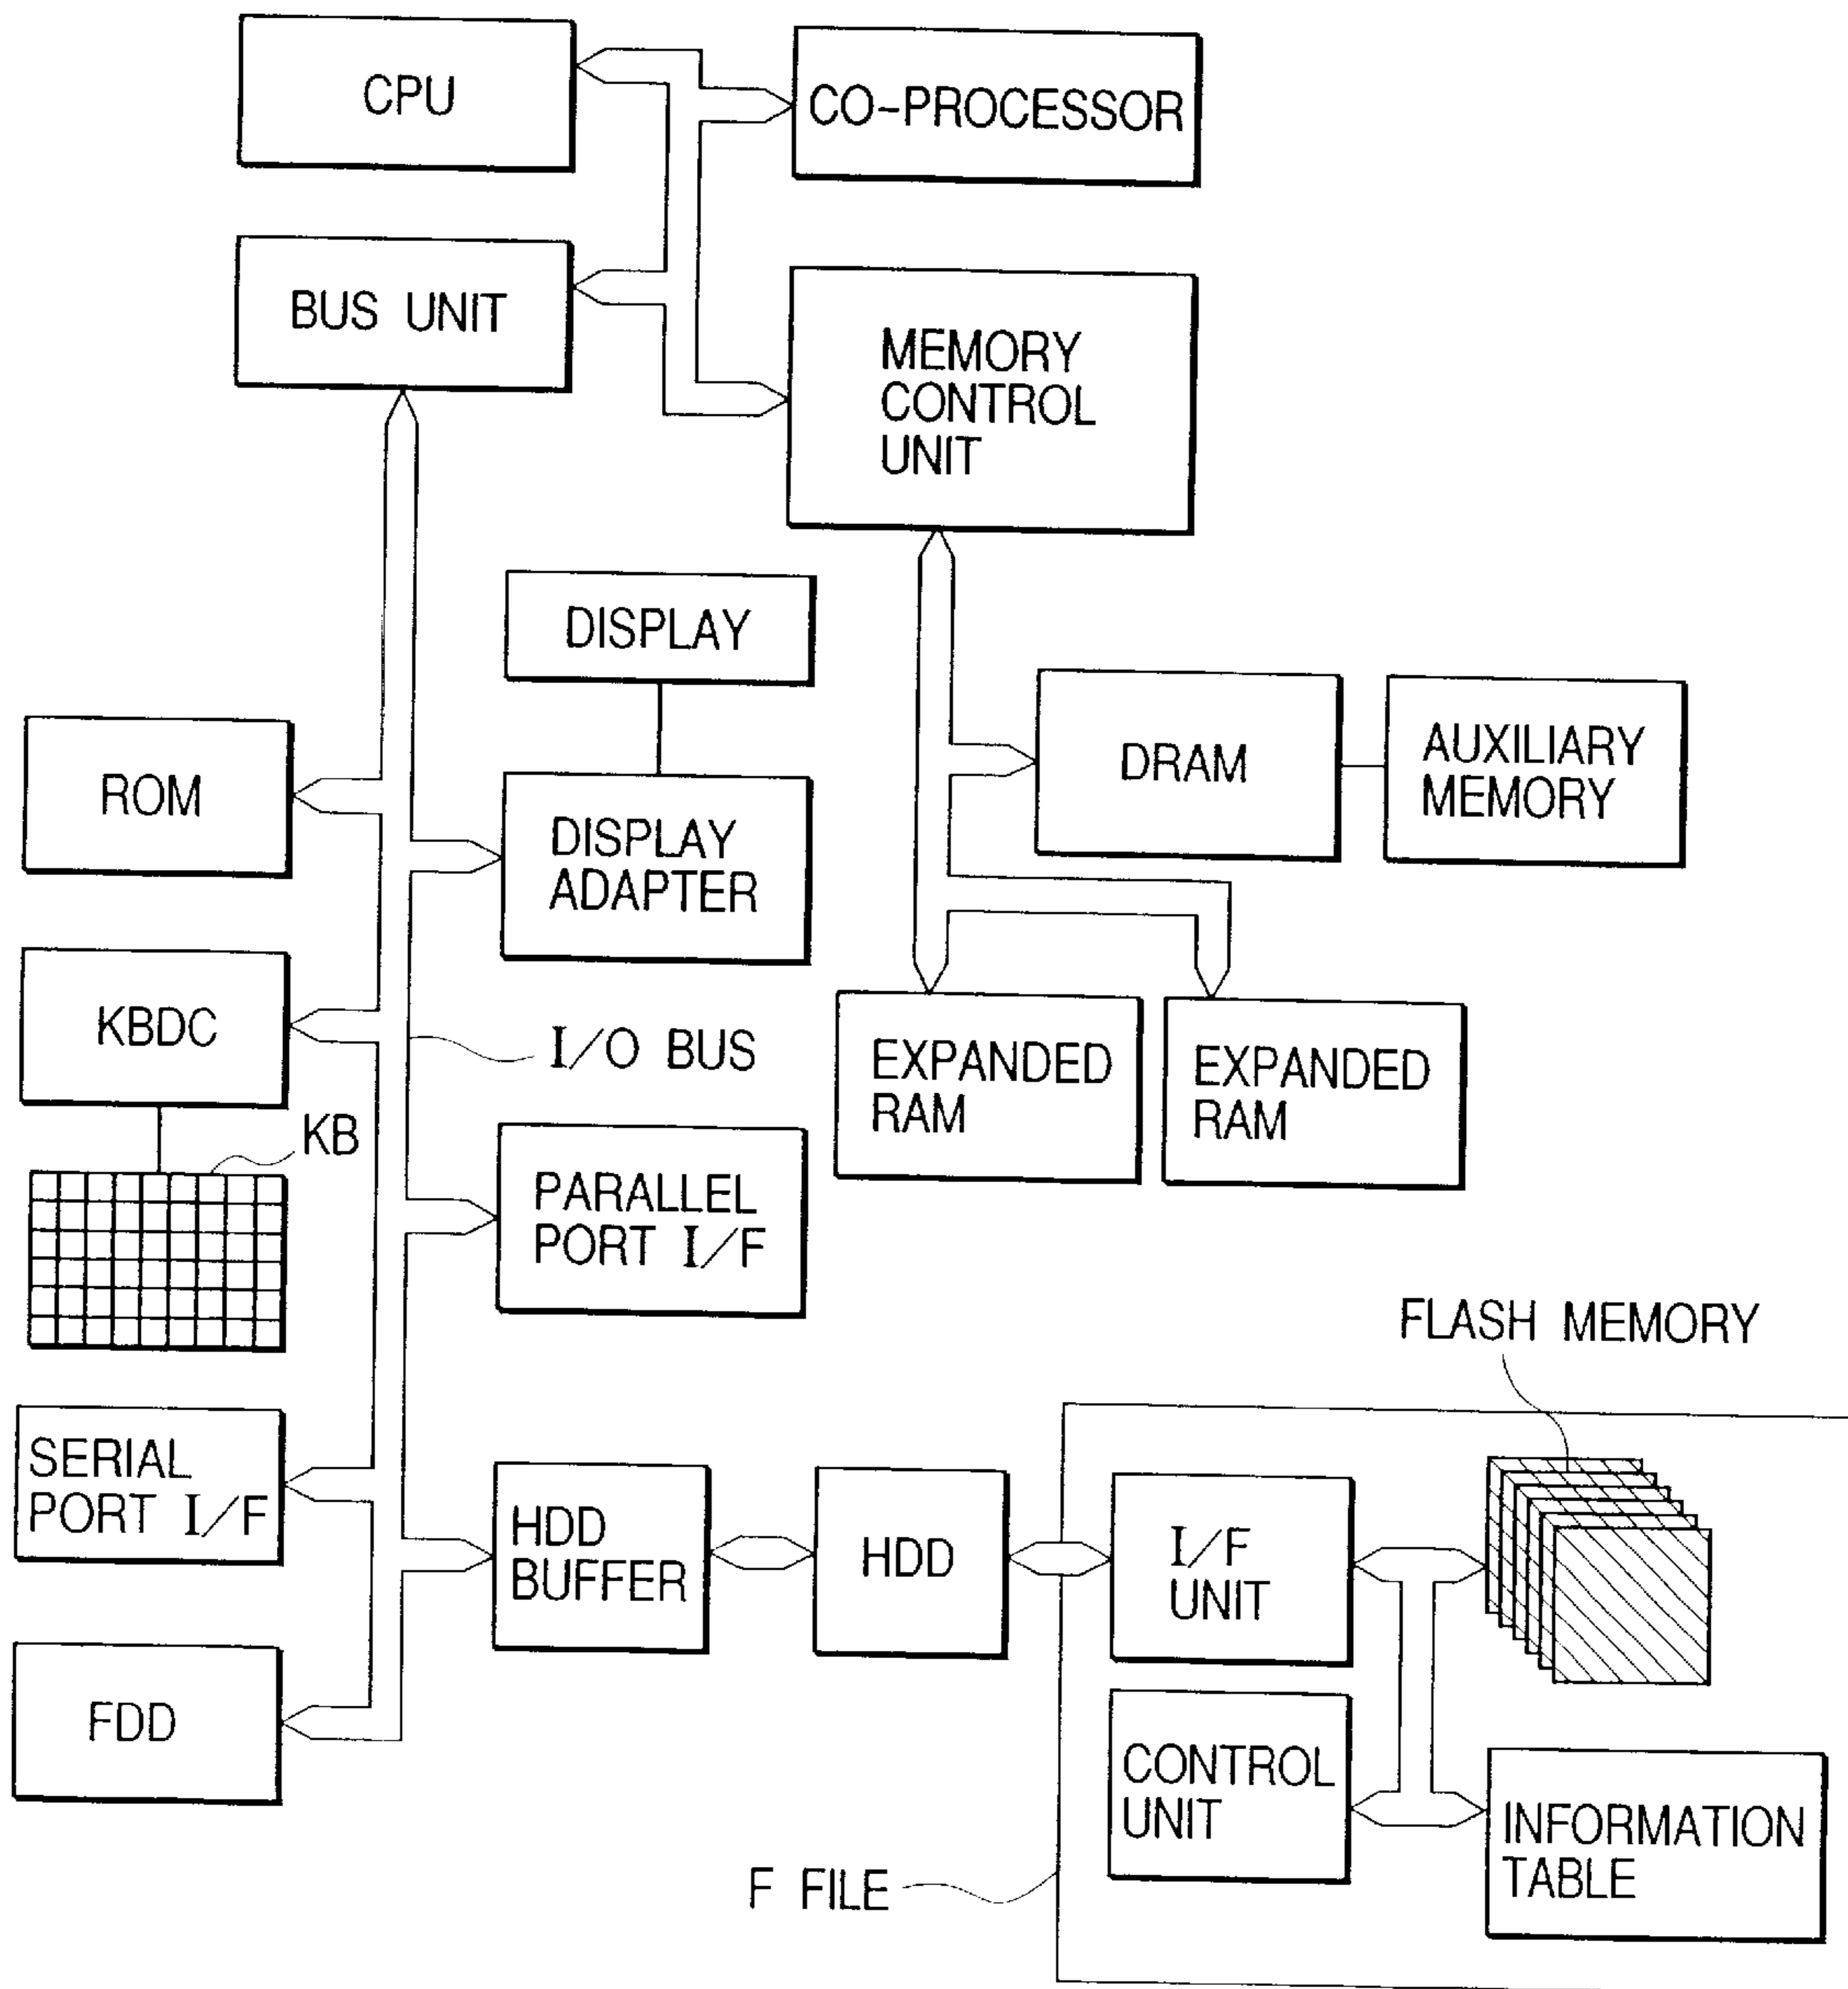 CPU
CO-PROCESSOR
BUS UNIT
MEMORY
CONTROL
UNIT
DISPLAY
ROM
DISPLAY
ADAPTER
DRAM
AUXILIARY
MEMORY
KBDC
I/O BUS
EXPANDED
RAM
EXPANDED
RAM
KB
PARALLEL
PORT I/F
FLASH MEMORY
SERIAL
PORT I/F
HDD
BUFFER
HDD
I/F
UNIT
FDD
CONTROL
UNIT
INFORMATION
TABLE
F FILE